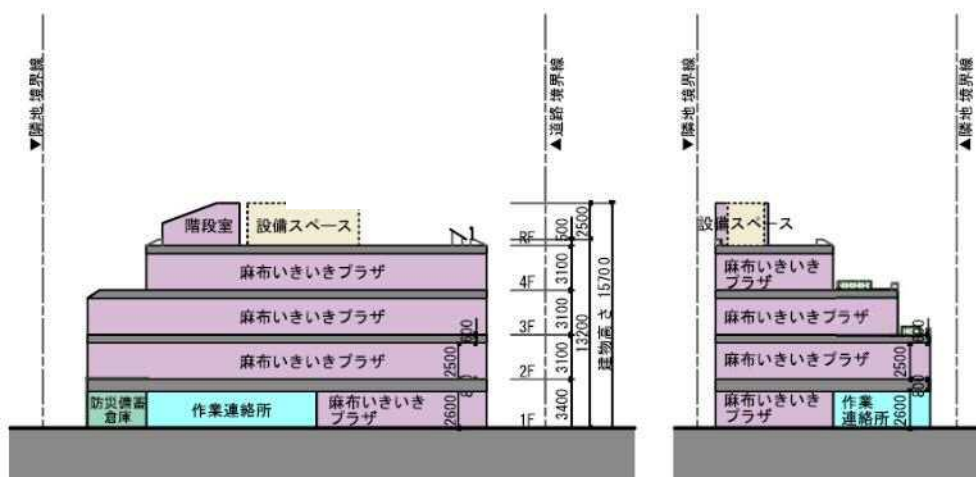 ▼隣地境界線
▲道路境界線
階段室
設備スペース
麻布いきいきプラザ
麻布いきいきプラザ
麻布いきいきプラザ
防災備蓄
倉庫
作業連絡所
麻布いきいき
プラザ
2500
2600
RF
4F
3F
2F
1F
500
3100
3100
3100
3400
2500
13200
建物高さ 15700
▼隣地境界線
▲隣地境界線
設備スペース
麻布いきいき
プラザ
麻布いきいきプラザ
麻布いきいきプラザ
麻布いきいき
プラザ
作業
連絡所
2500
800
2600